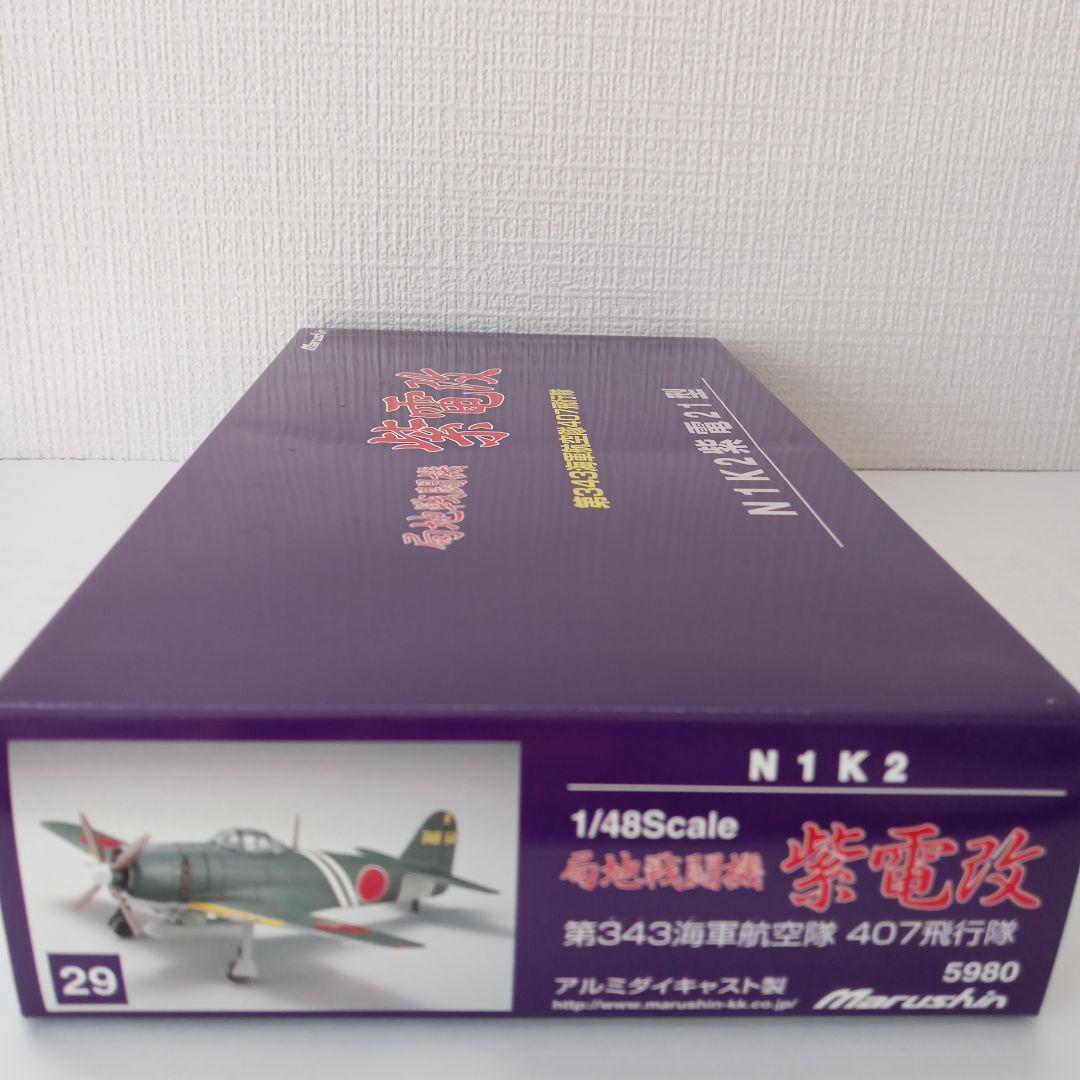 Marushin
局地戦闘機
紫電改
第343海軍航空隊407飛行隊
N1K2紫電21型
N1K2
1/48Scale
局地戦闘機 紫電改
第343海軍航空隊 407飛行隊
5980
アルミダイキャスト製
http://www.marushin-kk.co.jp/
Marushin
29